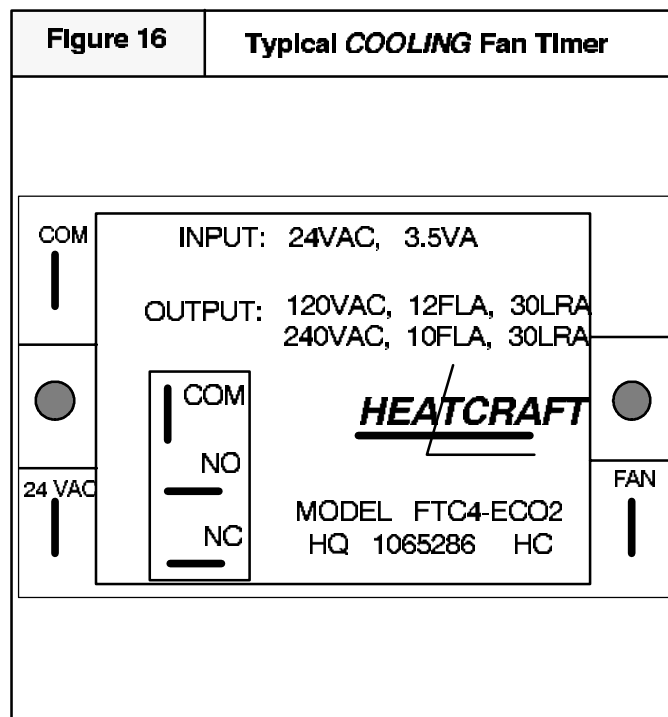 Figure 16
Typical COOLING Fan Timer
COM
INPUT: 24VAC, 3.5VA
OUTPUT: 120VAC, 12FLA, 30LRA
240VAC, 10FLA, 30LRA
COM
HEATCRAFT
NO
24 VAC
FAN
NC
MODEL FTC4-ECO2
HQ 1065286 HC